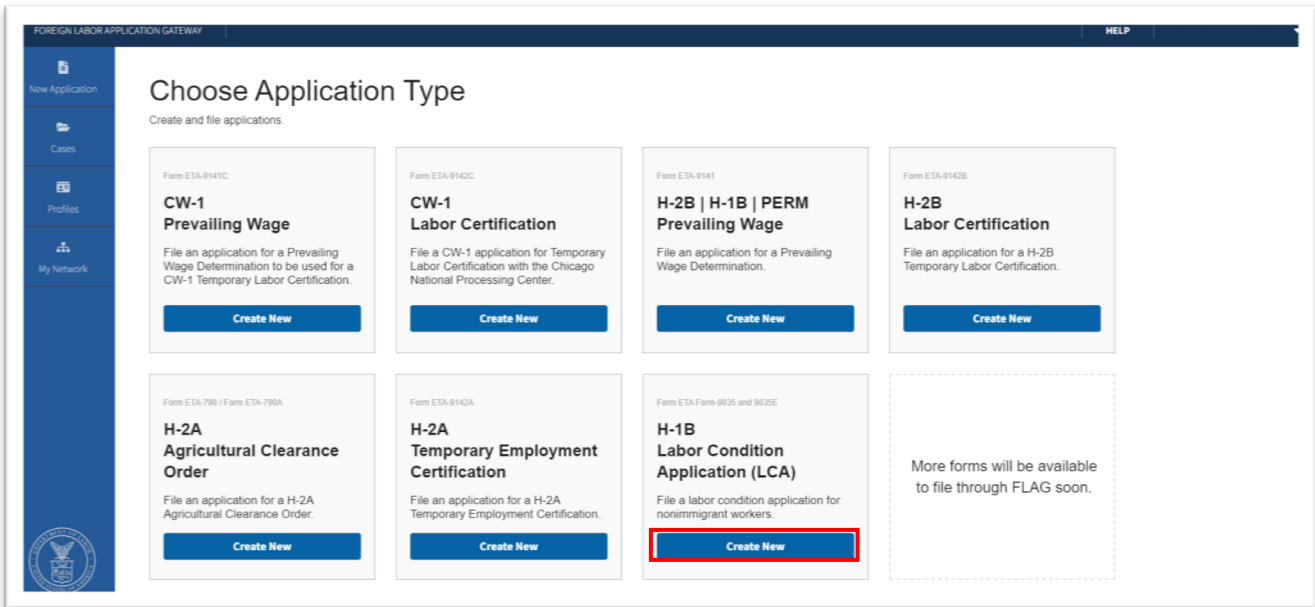 FOREIGN LABOR APPLICATION GATEWAY
HELP
New Application
Cases
Profiles
My Network
Choose Application Type
Create and file applications.
Form ETA-9141C
CW-1
Prevailing Wage
File an application for a Prevailing
Wage Determination to be used for a
CW-1 Temporary Labor Certification.
Create New
Form ETA-9142C
CW-1
Labor Certification
File a CW-1 application for Temporary
Labor Certification with the Chicago
National Processing Center.
Create New
Form ETA-9141
H-2B | H-1B | PERM
Prevailing Wage
File an application for a Prevailing
Wage Determination.
Create New
Form ETA-9142B
H-2B
Labor Certification
File an application for a H-2B
Temporary Labor Certification.
Create New
Form ETA-790 / Form ETA-790A
H-2A
Agricultural Clearance
Order
File an application for a H-2A
Agricultural Clearance Order.
Create New
Form ETA-9142A
H-2A
Temporary Employment
Certification
File an application for a H-2A
Temporary Employment Certification.
Create New
Form ETA Form-9035 and 9035E
H-1B
Labor Condition
Application (LCA)
File a labor condition application for
nonimmigrant workers.
Create New
More forms will be available
to file through FLAG soon.
DEPARTMENT OF LABOR
UNITED STATES OF AMERICA